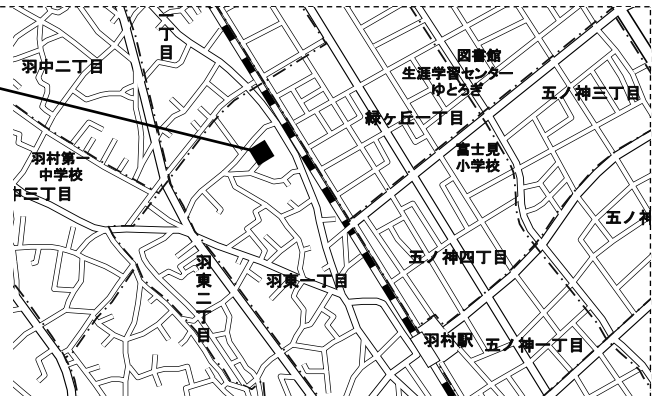 一丁目
羽中二丁目
図書館
生涯学習センター
ゆとろぎ
五ノ神三丁目
緑ヶ丘一丁目
羽村第一
中学校
富士見
小学校
中三丁目
五ノ神
五ノ神四丁目
羽東二丁目
羽東一丁目
羽村駅
五ノ神一丁目